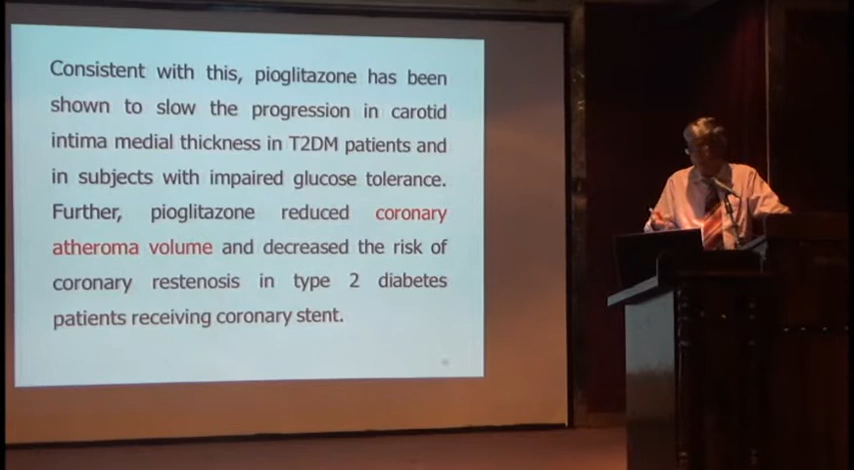 Consistent with this, pioglitazone has been
shown to slow the progression in carotid
intima medial thickness in T2DM patients and
in subjects with impaired glucose tolerance.
Further, pioglitazone reduced coronary
atheroma volume and decreased the risk of
coronary restenosis in type 2 diabetes
patients receiving coronary stent.